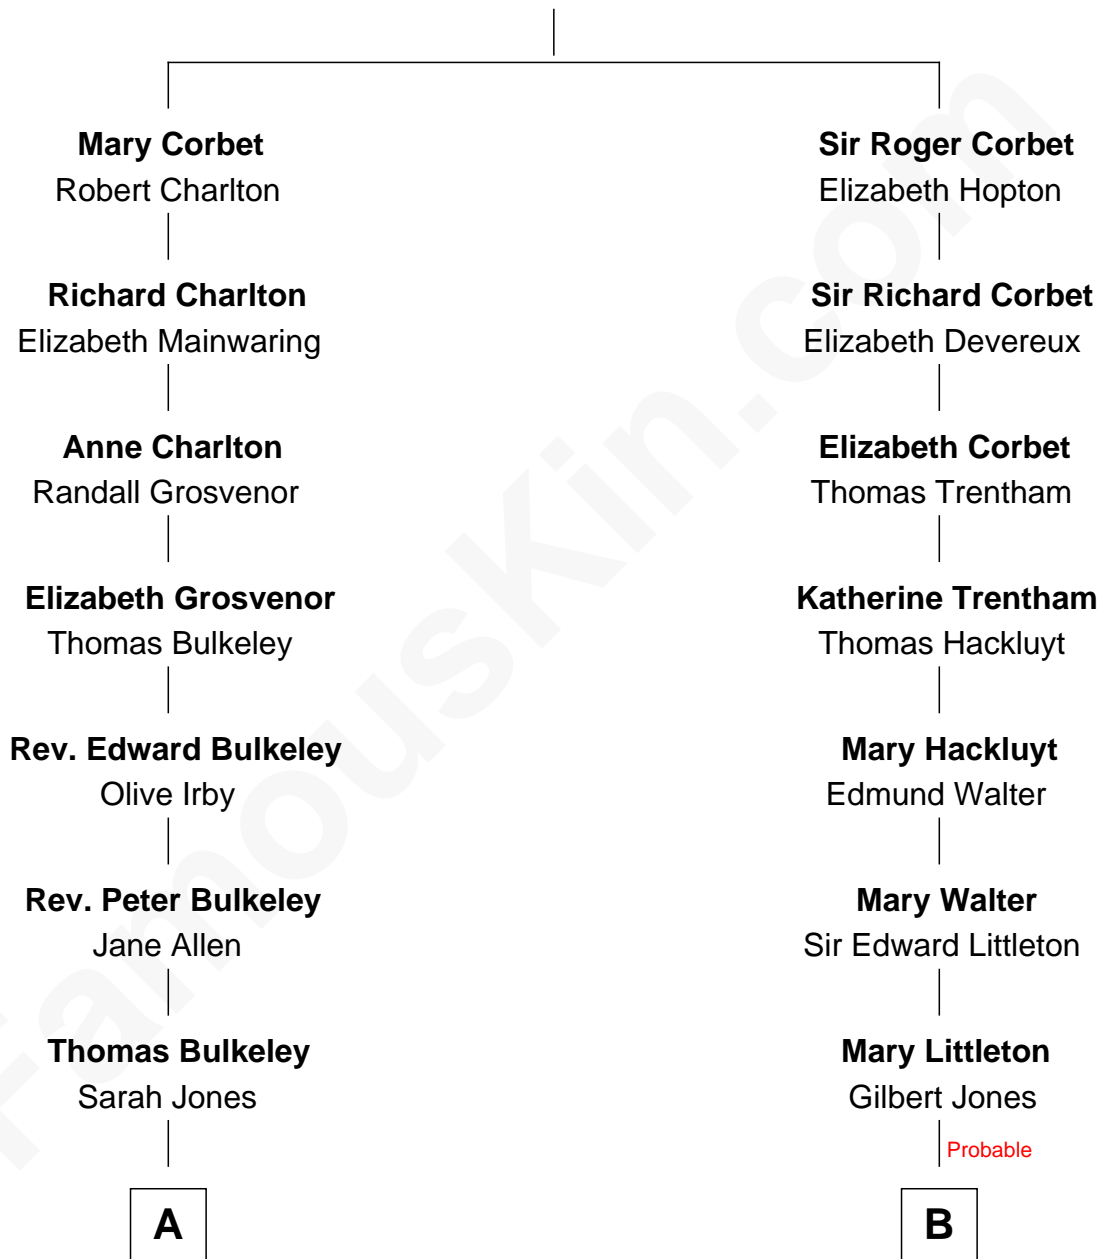 Mary Corbet
Robert Charlton
Richard Charlton
Elizabeth Mainwaring
Anne Charlton
Randall Grosvenor
Elizabeth Grosvenor
Thomas Bulkeley
Rev. Edward Bulkeley
Olive Irby
Rev. Peter Bulkeley
Jane Allen
Thomas Bulkeley
Sarah Jones
A
Sir Roger Corbet
Elizabeth Hopton
Sir Richard Corbet
Elizabeth Devereux
Elizabeth Corbet
Thomas Trentham
Katherine Trentham
Thomas Hackluyt
Mary Hackluyt
Edmund Walter
Mary Walter
Sir Edward Littleton
Mary Littleton
Gilbert Jones
Probable
B
FamousKin.com